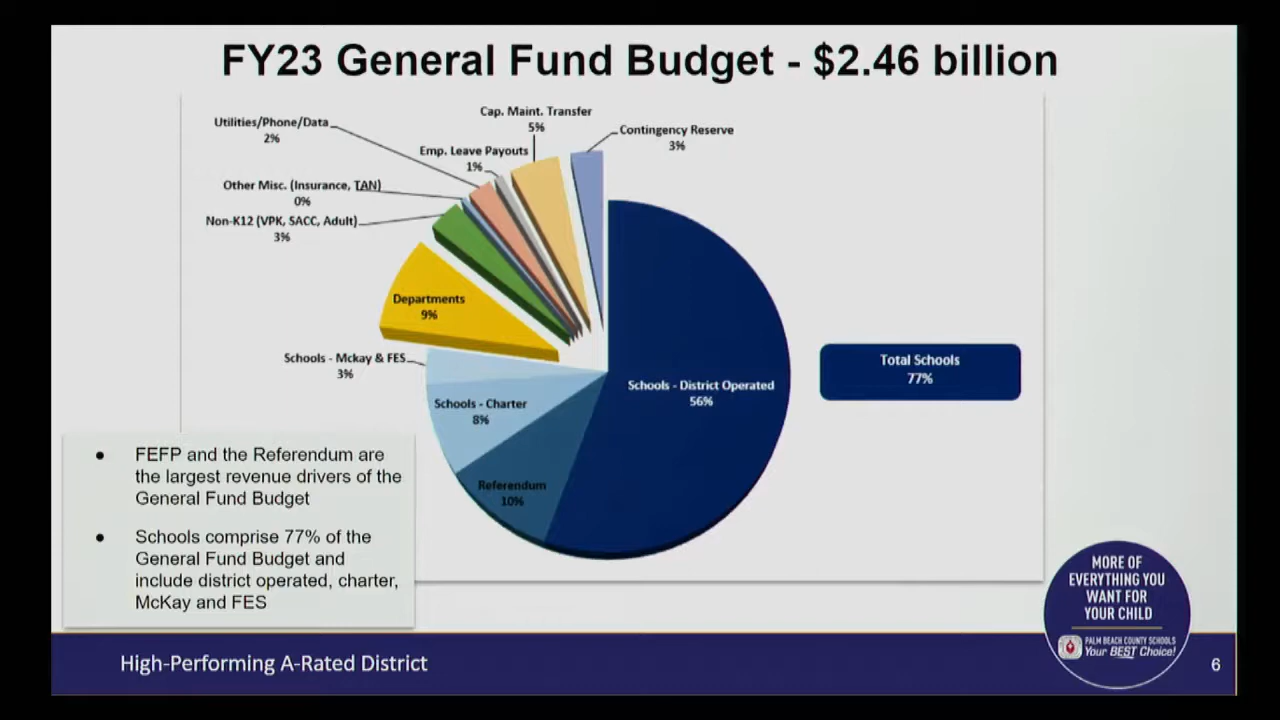 FY23 General Fund Budget - $2.46 billion
Cap. Maint. Transfer
5%
Utilities/Phone/Data
2%
Contingency Reserve
3%
Emp. Leave Payouts
1%
Other Misc. (Insurance, TAN)
0%
Non-K12 (VPK, SACC, Adult)
3%
Departments
9%
Schools - Mckay & FES
3%
Total Schools
77%
Schools - District Operated
56%
Schools - Charter
8%
Referendum
10%
● FEFP and the Referendum are
the largest revenue drivers of the
General Fund Budget
● Schools comprise 77% of the
General Fund Budget and
include district operated, charter,
McKay and FES
MORE OF
EVERYTHING YOU
WANT FOR
YOUR CHILD
PALM BEACH COUNTY SCHOOLS
Your BEST Choice!
High-Performing A-Rated District
6